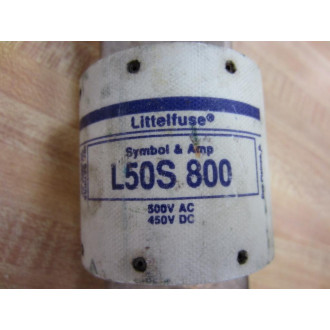 Littelfuse®
Symbol & Amp
L50S 800
500V AC
450V DC